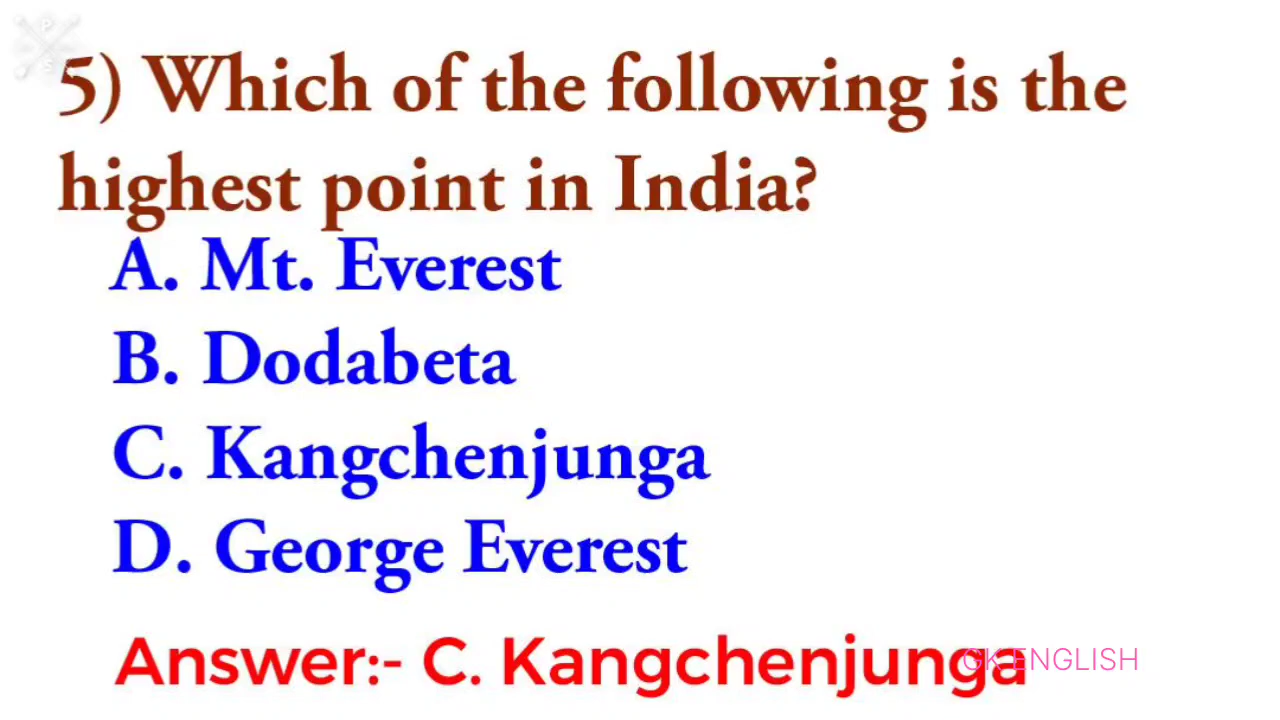 P
S
5) Which of the following is the
highest point in India?
A. Mt. Everest
B. Dodabeta
C. Kangchenjunga
D. George Everest
Answer:- C. Kangchenjunga
GK ENGLISH